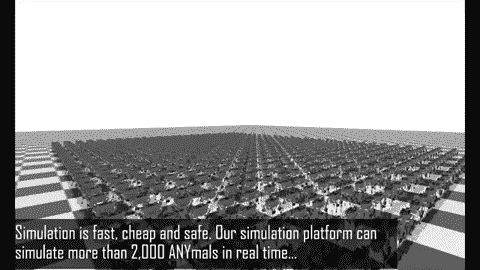 Simulation is fast, cheap and safe. Our simulation platform can
simulate more than 2,000 ANYmals in real time...